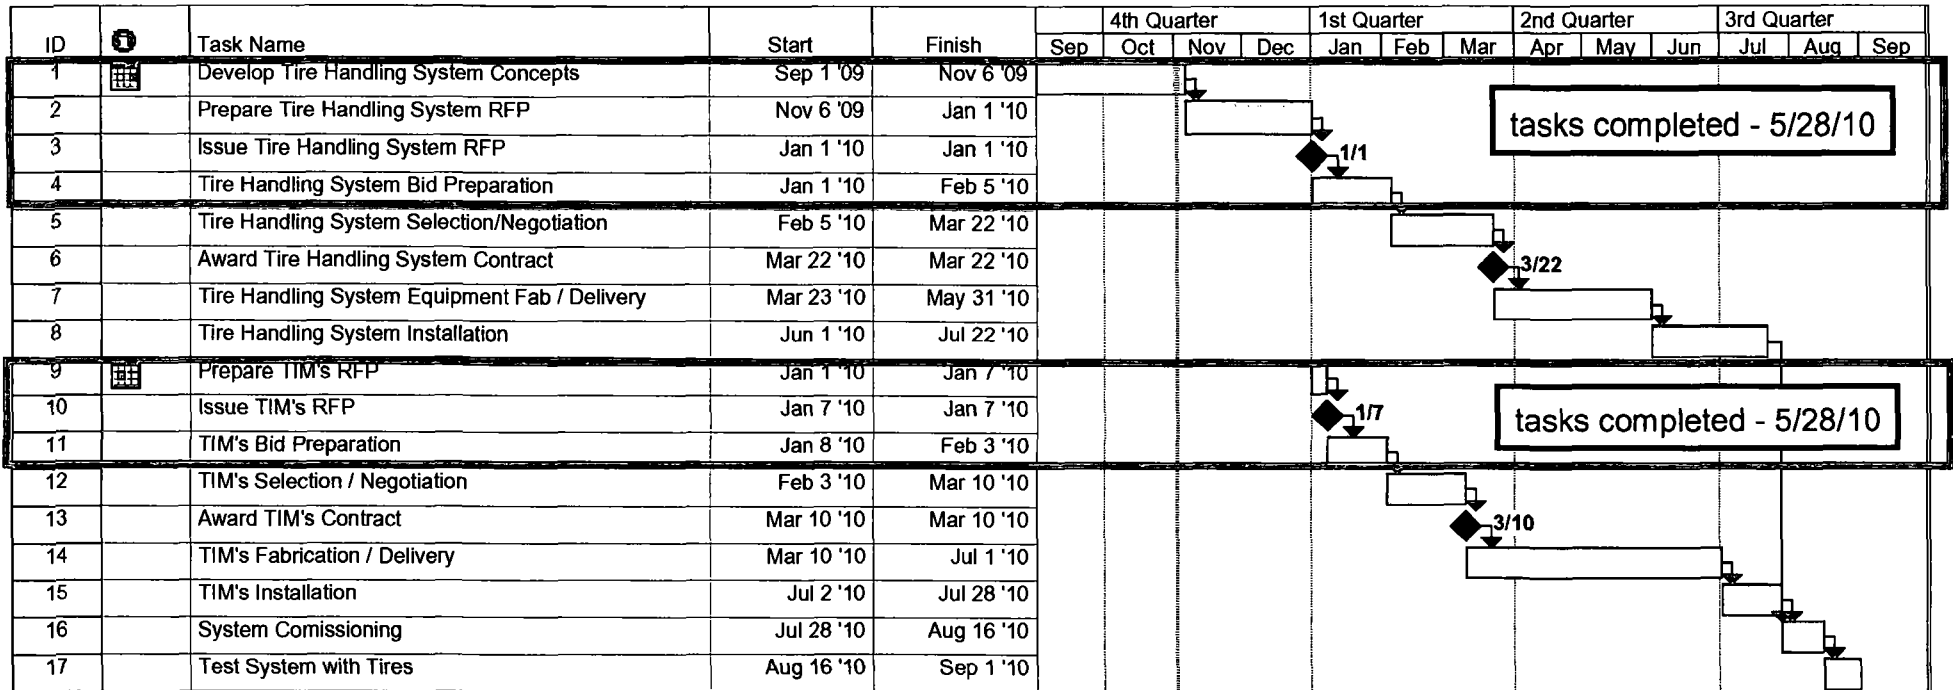 4th Quarter 1st Quarter 2nd Quarter 3rd Quarter
ID Task Name Start Finish Sep Oct Nov Dec Jan Feb Mar Apr May Jun Jul Aug Sep
1 Develop Tire Handling System Concepts Sep 1 '09 Nov 6 '09
2 Prepare Tire Handling System RFP Nov 6 '09 Jan 1 '10
tasks completed - 5/28/10
3 Issue Tire Handling System RFP Jan 1 '10 Jan 1 '10 1/1
4 Tire Handling System Bid Preparation Jan 1 '10 Feb 5 '10
5 Tire Handling System Selection/Negotiation Feb 5 '10 Mar 22 '10
6 Award Tire Handling System Contract Mar 22 '10 Mar 22 '10 3/22
7 Tire Handling System Equipment Fab / Delivery Mar 23 '10 May 31 '10
8 Tire Handling System Installation Jun 1 '10 Jul 22 '10
9 Prepare TIM's RFP Jan 1 '10 Jan 7 '10
10 Issue TIM's RFP Jan 7 '10 Jan 7 '10 1/7
tasks completed - 5/28/10
11 TIM's Bid Preparation Jan 8 '10 Feb 3 '10
12 TIM's Selection / Negotiation Feb 3 '10 Mar 10 '10
13 Award TIM's Contract Mar 10 '10 Mar 10 '10 3/10
14 TIM's Fabrication / Delivery Mar 10 '10 Jul 1 '10
15 TIM's Installation Jul 2 '10 Jul 28 '10
16 System Comissioning Jul 28 '10 Aug 16 '10
17 Test System with Tires Aug 16 '10 Sep 1 '10